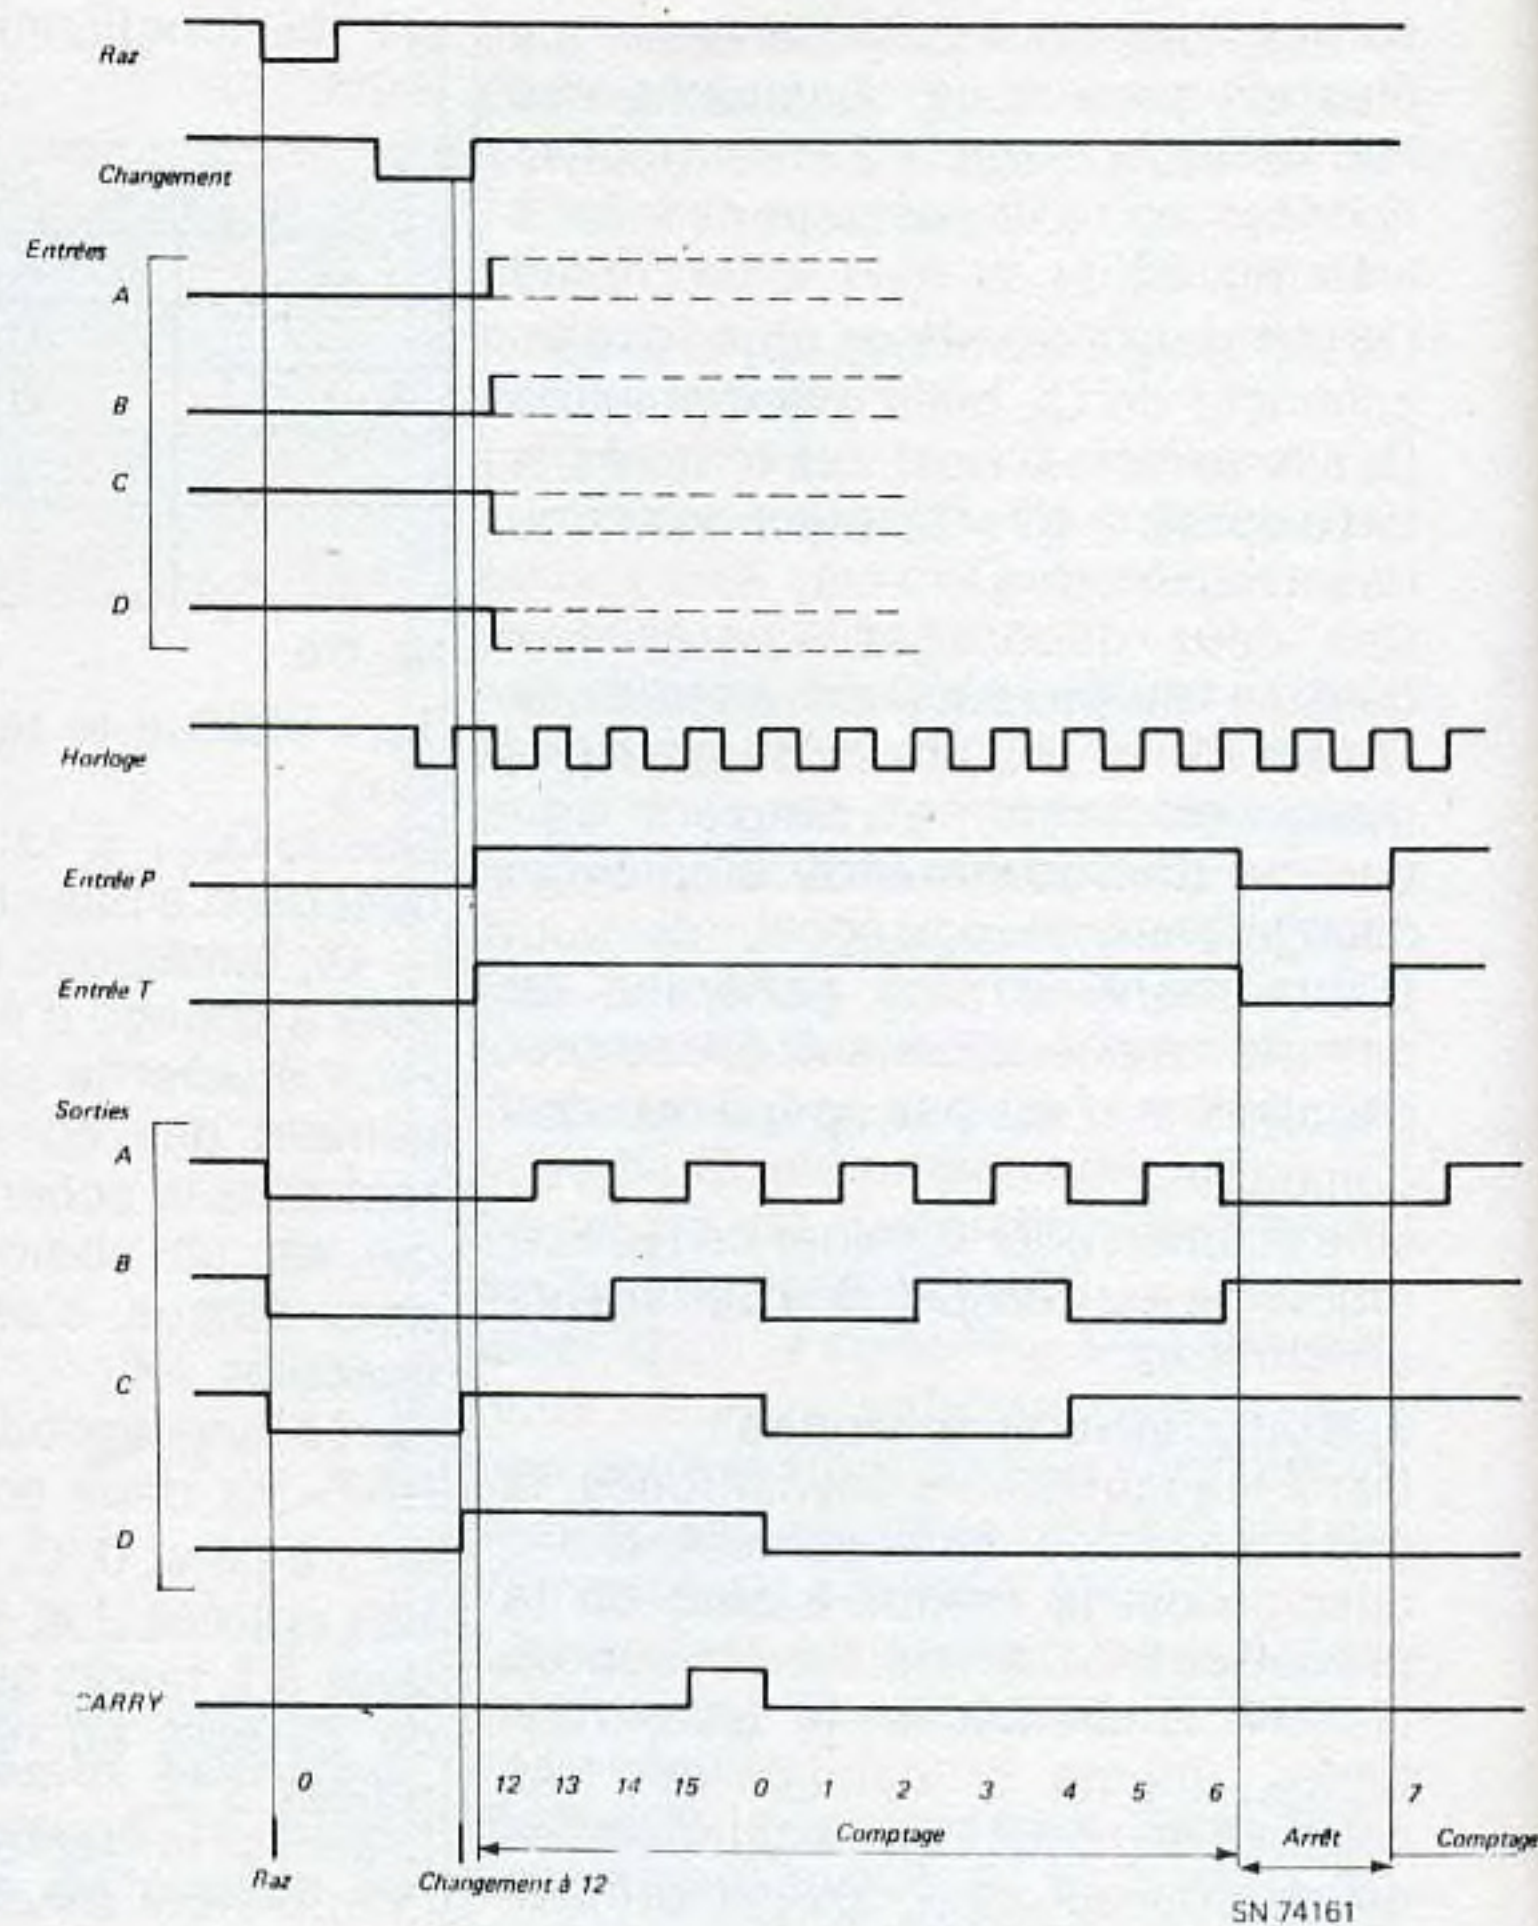 Raz
Changement
Entrées
A
B
C
D
Horloge
Entrée P
Entrée T
Sorties
A
B
C
D
CARRY
0 12 13 14 15 0 1 2 3 4 5 6 7
Comptage Arrêt Comptage
Raz Changement à 12
SN 74161